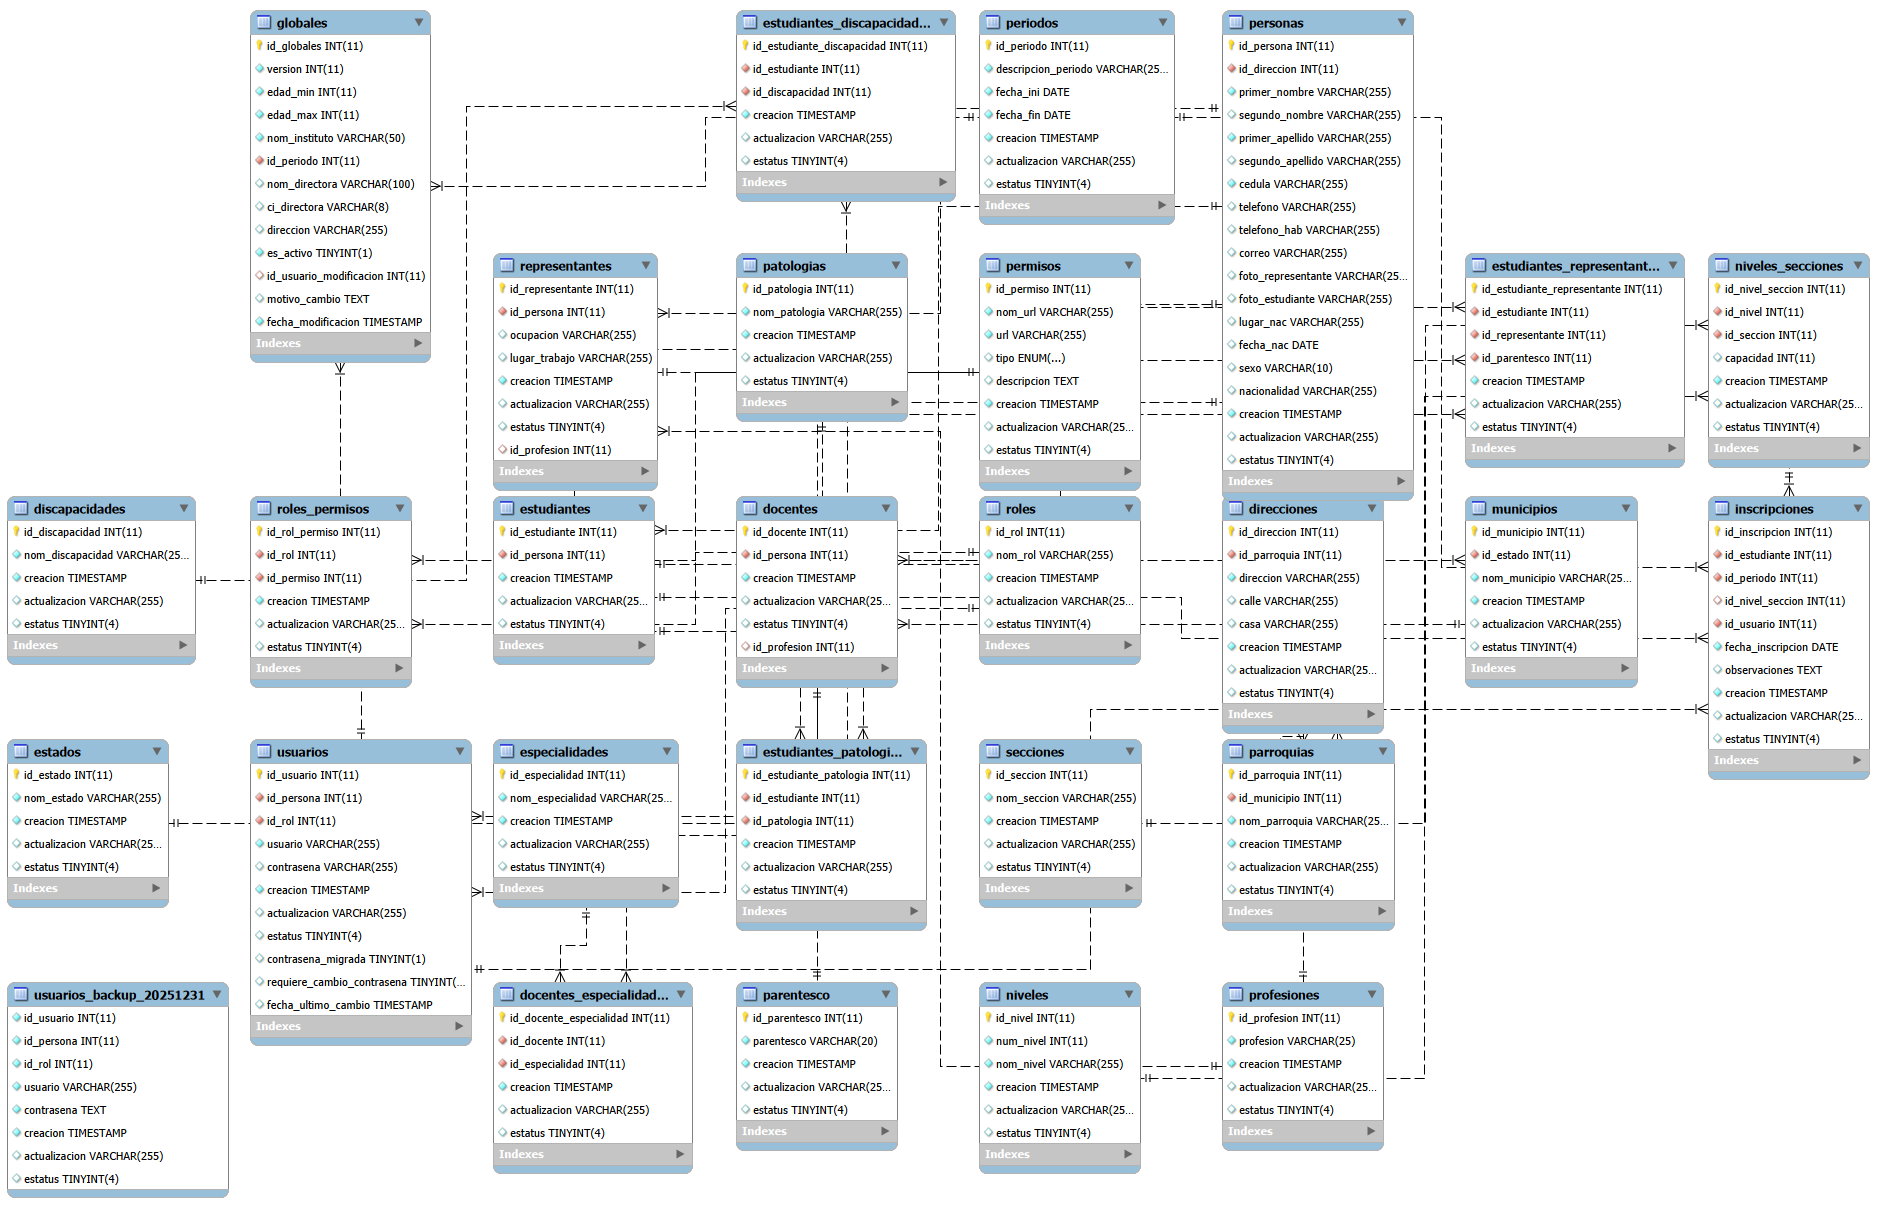 globales
id_globales INT(11)
version INT(11)
edad_min INT(11)
edad_max INT(11)
nom_instituto VARCHAR(50)
id_periodo INT(11)
nom_directora VARCHAR(100)
ci_directora VARCHAR(8)
direccion VARCHAR(255)
es_activo TINYINT(1)
id_usuario_modificacion INT(11)
motivo_cambio TEXT
fecha_modificacion TIMESTAMP
Indexes
estudiantes_discapacidad...
id_estudiante_discapacidad INT(11)
id_estudiante INT(11)
id_discapacidad INT(11)
creacion TIMESTAMP
actualizacion VARCHAR(255)
estatus TINYINT(4)
Indexes
periodos
id_periodo INT(11)
descripcion_periodo VARCHAR(25...
fecha_ini DATE
fecha_fin DATE
creacion TIMESTAMP
actualizacion VARCHAR(255)
estatus TINYINT(4)
Indexes
personas
id_persona INT(11)
id_direccion INT(11)
primer_nombre VARCHAR(255)
segundo_nombre VARCHAR(255)
primer_apellido VARCHAR(255)
segundo_apellido VARCHAR(255)
cedula VARCHAR(255)
telefono VARCHAR(255)
telefono_hab VARCHAR(255)
correo VARCHAR(255)
foto_representante VARCHAR(25...
foto_estudiante VARCHAR(255)
lugar_nac VARCHAR(255)
fecha_nac DATE
sexo VARCHAR(10)
nacionalidad VARCHAR(255)
creacion TIMESTAMP
actualizacion VARCHAR(255)
estatus TINYINT(4)
Indexes
representantes
id_representante INT(11)
id_persona INT(11)
ocupacion VARCHAR(255)
lugar_trabajo VARCHAR(255)
creacion TIMESTAMP
actualizacion VARCHAR(255)
estatus TINYINT(4)
id_profesion INT(11)
Indexes
patologias
id_patologia INT(11)
nom_patologia VARCHAR(255)
creacion TIMESTAMP
actualizacion VARCHAR(255)
estatus TINYINT(4)
Indexes
permisos
id_permiso INT(11)
nom_url VARCHAR(255)
url VARCHAR(255)
tipo ENUM(...)
descripcion TEXT
creacion TIMESTAMP
actualizacion VARCHAR(25...
estatus TINYINT(4)
Indexes
estudiantes_representant...
id_estudiante_representante INT(11)
id_estudiante INT(11)
id_representante INT(11)
id_parentesco INT(11)
creacion TIMESTAMP
actualizacion VARCHAR(255)
estatus TINYINT(4)
Indexes
niveles_secciones
id_nivel_seccion INT(11)
id_nivel INT(11)
id_seccion INT(11)
capacidad INT(11)
creacion TIMESTAMP
actualizacion VARCHAR(25...
estatus TINYINT(4)
Indexes
discapacidades
id_discapacidad INT(11)
nom_discapacidad VARCHAR(25...
creacion TIMESTAMP
actualizacion VARCHAR(255)
estatus TINYINT(4)
Indexes
roles_permisos
id_rol_permiso INT(11)
id_rol INT(11)
id_permiso INT(11)
creacion TIMESTAMP
actualizacion VARCHAR(25...
estatus TINYINT(4)
Indexes
estudiantes
id_estudiante INT(11)
id_persona INT(11)
creacion TIMESTAMP
actualizacion VARCHAR(25...
estatus TINYINT(4)
Indexes
docentes
id_docente INT(11)
id_persona INT(11)
creacion TIMESTAMP
actualizacion VARCHAR(25...
estatus TINYINT(4)
id_profesion INT(11)
Indexes
roles
id_rol INT(11)
nom_rol VARCHAR(255)
creacion TIMESTAMP
actualizacion VARCHAR(25...
estatus TINYINT(4)
Indexes
direcciones
id_direccion INT(11)
id_parroquia INT(11)
direccion VARCHAR(255)
calle VARCHAR(255)
casa VARCHAR(255)
creacion TIMESTAMP
actualizacion VARCHAR(25...
estatus TINYINT(4)
Indexes
municipios
id_municipio INT(11)
id_estado INT(11)
nom_municipio VARCHAR(25...
creacion TIMESTAMP
actualizacion VARCHAR(255)
estatus TINYINT(4)
Indexes
inscripciones
id_inscripcion INT(11)
id_estudiante INT(11)
id_periodo INT(11)
id_nivel_seccion INT(11)
id_usuario INT(11)
fecha_inscripcion DATE
observaciones TEXT
creacion TIMESTAMP
actualizacion VARCHAR(25...
estatus TINYINT(4)
Indexes
estados
id_estado INT(11)
nom_estado VARCHAR(255)
creacion TIMESTAMP
actualizacion VARCHAR(25...
estatus TINYINT(4)
Indexes
usuarios
id_usuario INT(11)
id_persona INT(11)
id_rol INT(11)
usuario VARCHAR(255)
contrasena VARCHAR(255)
creacion TIMESTAMP
actualizacion VARCHAR(255)
estatus TINYINT(4)
contrasena_migrada TINYINT(1)
requiere_cambio_contrasena TINYINT(...
fecha_ultimo_cambio TIMESTAMP
Indexes
especialidades
id_especialidad INT(11)
nom_especialidad VARCHAR(25...
creacion TIMESTAMP
actualizacion VARCHAR(255)
estatus TINYINT(4)
Indexes
estudiantes_patologi...
id_estudiante_patologia INT(11)
id_estudiante INT(11)
id_patologia INT(11)
creacion TIMESTAMP
actualizacion VARCHAR(255)
estatus TINYINT(4)
Indexes
secciones
id_seccion INT(11)
nom_seccion VARCHAR(255)
creacion TIMESTAMP
actualizacion VARCHAR(255)
estatus TINYINT(4)
Indexes
parroquias
id_parroquia INT(11)
id_municipio INT(11)
nom_parroquia VARCHAR(25...
creacion TIMESTAMP
actualizacion VARCHAR(255)
estatus TINYINT(4)
Indexes
usuarios_backup_20251231
id_usuario INT(11)
id_persona INT(11)
id_rol INT(11)
usuario VARCHAR(255)
contrasena TEXT
creacion TIMESTAMP
actualizacion VARCHAR(255)
estatus TINYINT(4)
docentes_especialidad...
id_docente_especialidad INT(11)
id_docente INT(11)
id_especialidad INT(11)
creacion TIMESTAMP
actualizacion VARCHAR(255)
estatus TINYINT(4)
Indexes
parentesco
id_parentesco INT(11)
parentesco VARCHAR(20)
creacion TIMESTAMP
actualizacion VARCHAR(25...
estatus TINYINT(4)
Indexes
niveles
id_nivel INT(11)
num_nivel INT(11)
nom_nivel VARCHAR(255)
creacion TIMESTAMP
actualizacion VARCHAR(25...
estatus TINYINT(4)
Indexes
profesiones
id_profesion INT(11)
profesion VARCHAR(25)
creacion TIMESTAMP
actualizacion VARCHAR(25...
estatus TINYINT(4)
Indexes